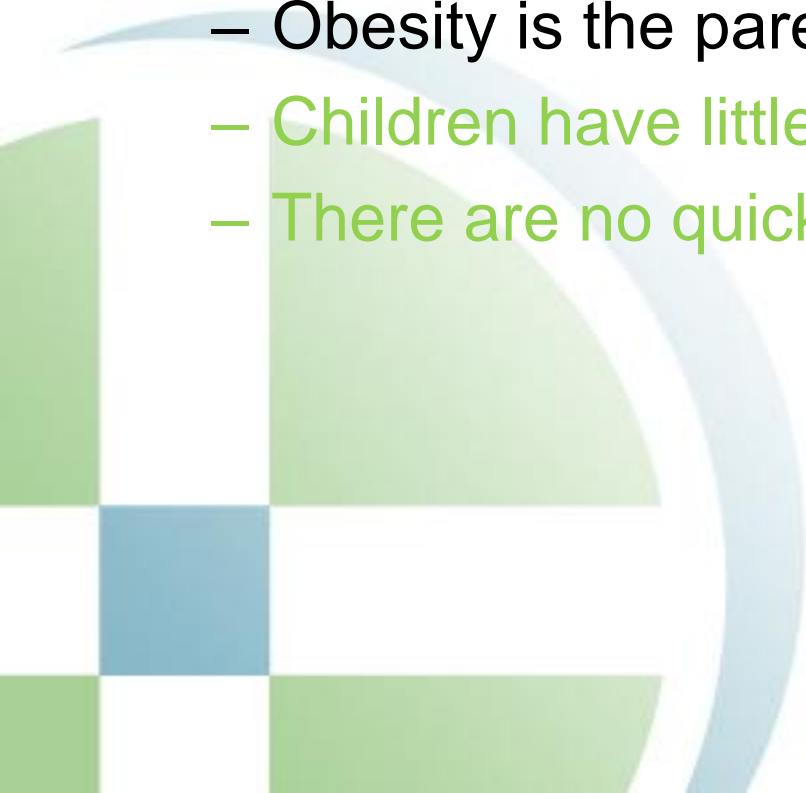 – Obesity is the pare
– Children have little
– There are no quick